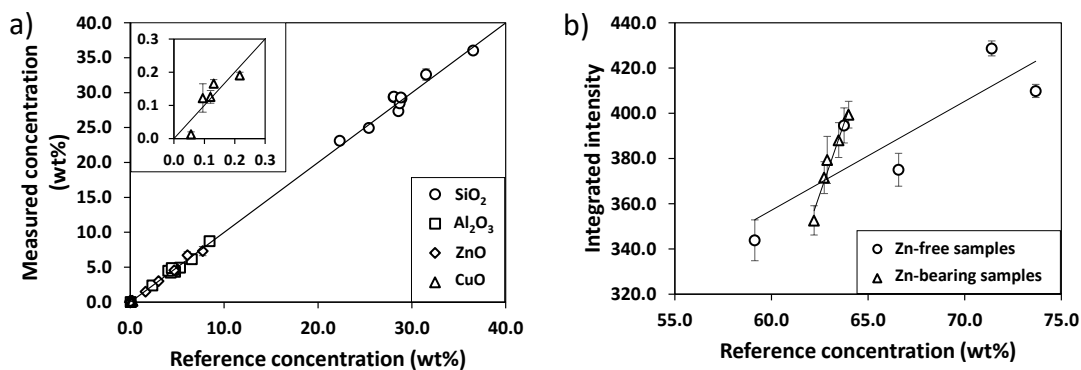 a)
Measured concentration
(wt%)
40.0
35.0
30.0
25.0
20.0
15.0
10.0
5.0
0.0
0.3
0.2
0.1
0.0
0.0 0.1 0.2 0.3
SiO₂
Al₂O₃
ZnO
CuO
0.0 10.0 20.0 30.0 40.0
Reference concentration (wt%)
b)
Integrated intensity
440.0
420.0
400.0
380.0
360.0
340.0
320.0
Zn-free samples
Zn-bearing samples
55.0 60.0 65.0 70.0 75.0
Reference concentration (wt%)